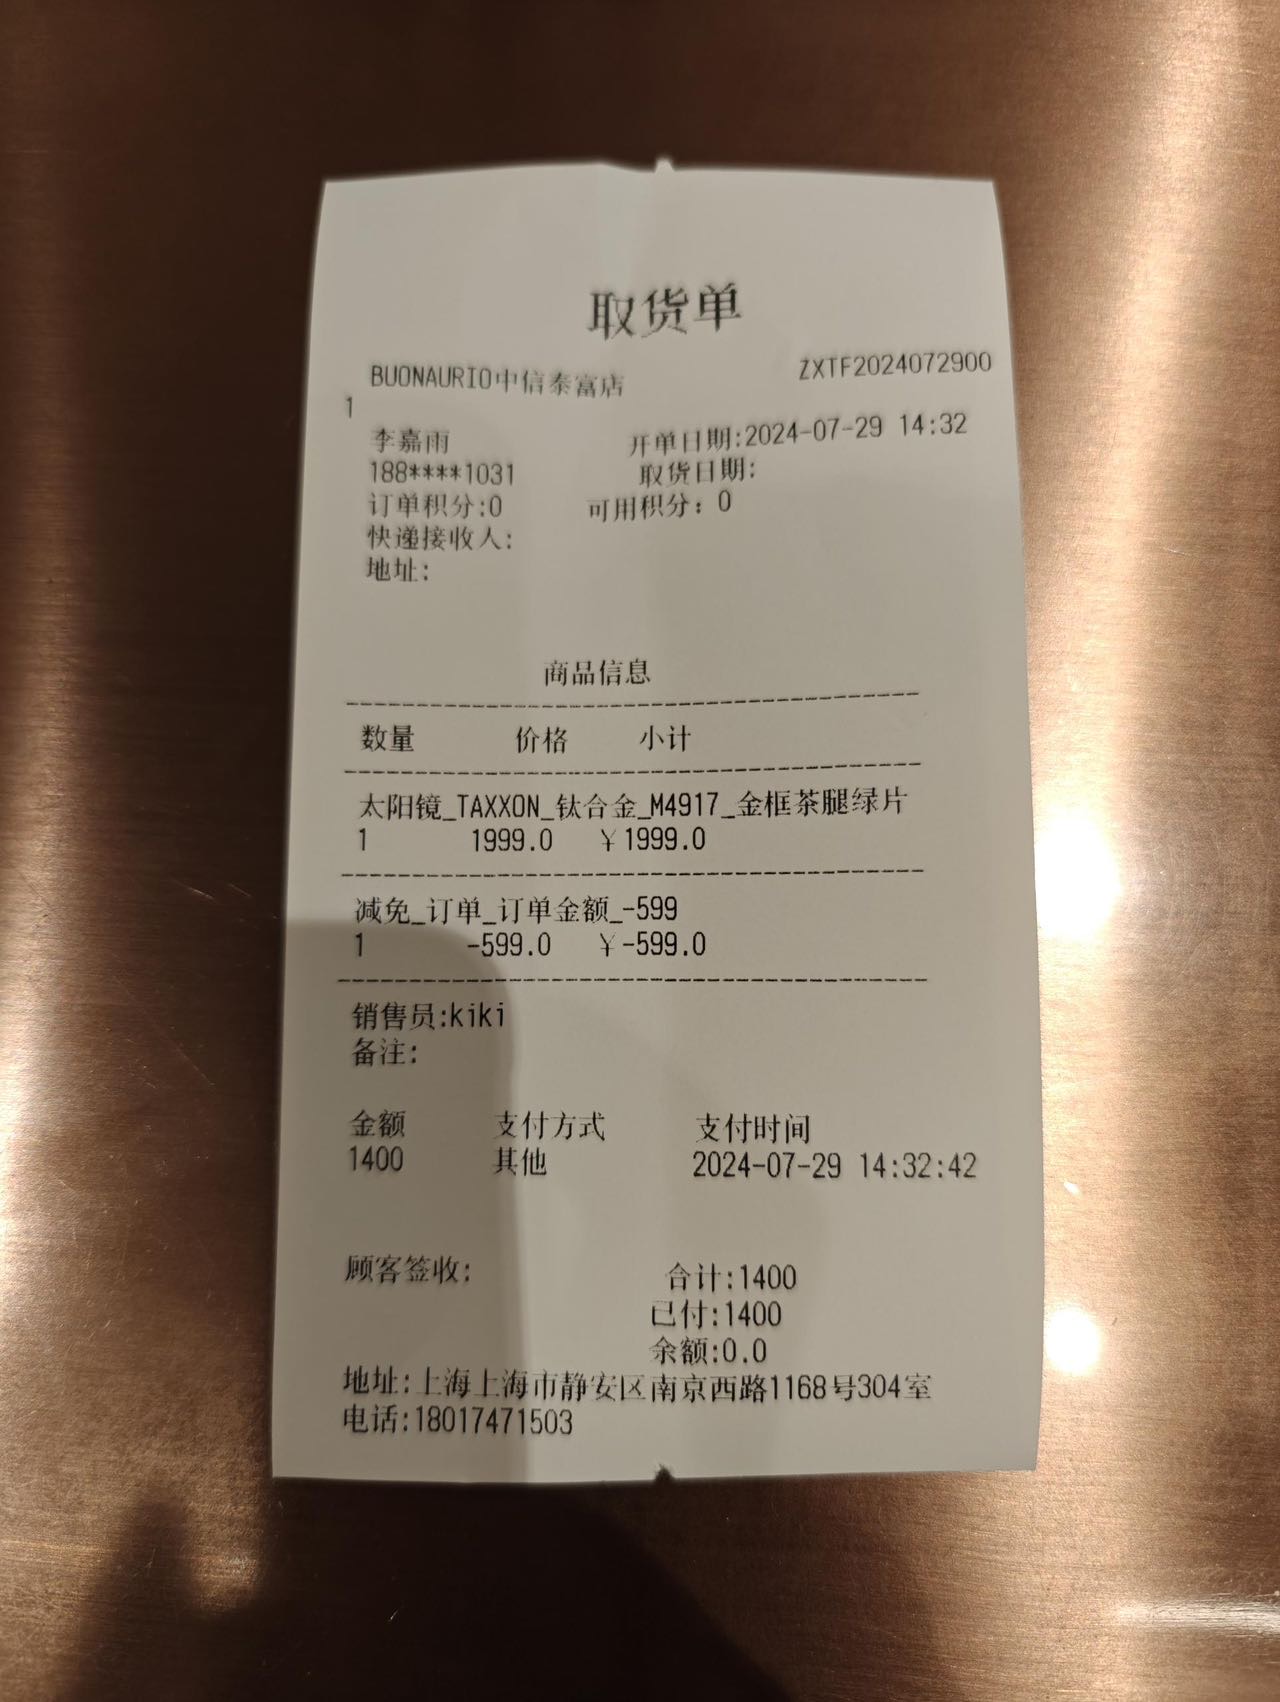 取货单
BUONAURIO中信泰富店 ZXTF2024072900
1
李嘉雨 开单日期:2024-07-29 14:32
188****1031 取货日期:
订单积分:0 可用积分：0
快递接收人:
地址:
商品信息
数量 价格 小计
太阳镜_TAXXON_钛合金_M4917_金框茶腿绿片
1 1999.0 ￥1999.0
减免_订单_订单金额_-599
1 -599.0 ￥-599.0
销售员:kiki
备注:
金额 支付方式 支付时间
1400 其他 2024-07-29 14:32:42
顾客签收: 合计:1400
已付:1400
余额:0.0
地址:上海上海市静安区南京西路1168号304室
电话:18017471503